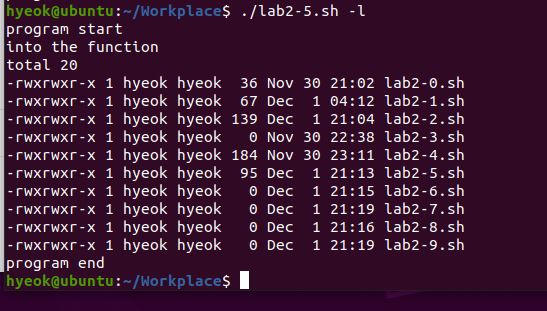 hyeok@ubuntu:~/Workplace$ ./lab2-5.sh -l
program start
into the function
total 20
-rwxrwxr-x 1 hyeok hyeok  36 Nov 30 21:02 lab2-0.sh
-rwxrwxr-x 1 hyeok hyeok  67 Dec  1 04:12 lab2-1.sh
-rwxrwxr-x 1 hyeok hyeok 139 Dec  1 21:04 lab2-2.sh
-rwxrwxr-x 1 hyeok hyeok   0 Nov 30 22:38 lab2-3.sh
-rwxrwxr-x 1 hyeok hyeok 184 Nov 30 23:11 lab2-4.sh
-rwxrwxr-x 1 hyeok hyeok  95 Dec  1 21:13 lab2-5.sh
-rwxrwxr-x 1 hyeok hyeok   0 Dec  1 21:15 lab2-6.sh
-rwxrwxr-x 1 hyeok hyeok   0 Dec  1 21:19 lab2-7.sh
-rwxrwxr-x 1 hyeok hyeok   0 Dec  1 21:16 lab2-8.sh
-rwxrwxr-x 1 hyeok hyeok   0 Dec  1 21:19 lab2-9.sh
program end
hyeok@ubuntu:~/Workplace$